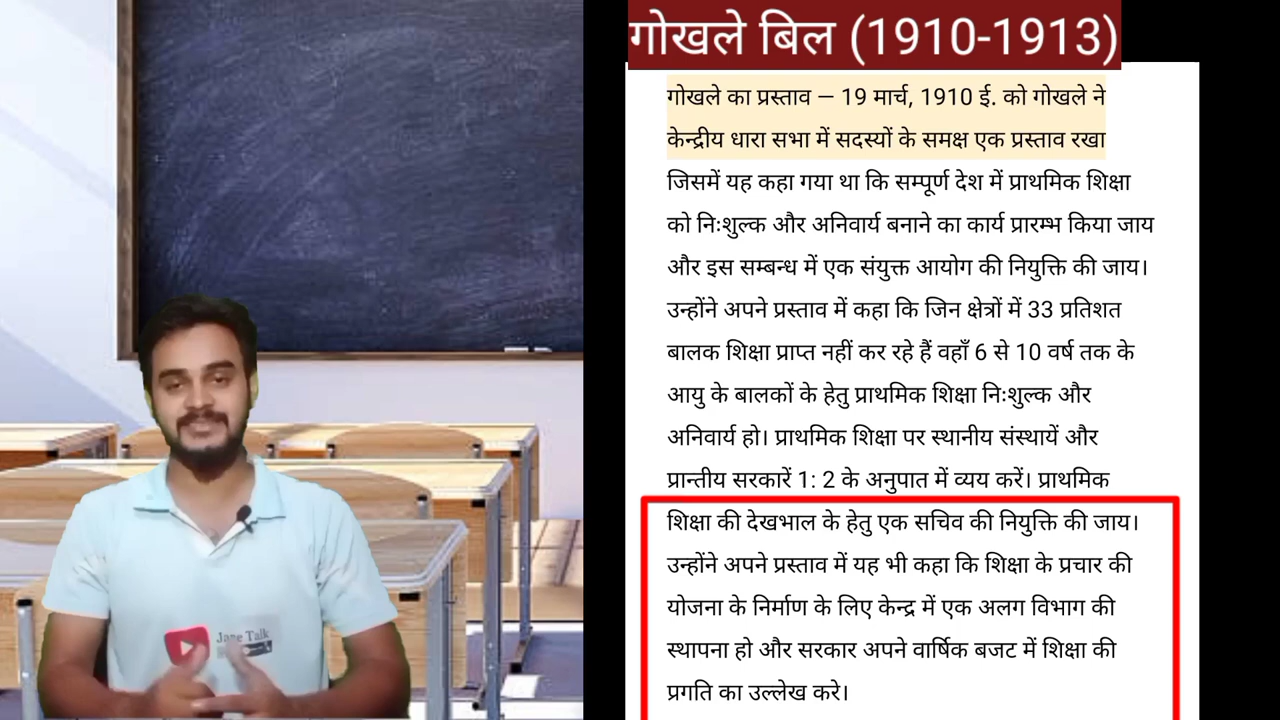 गोखले बिल (1910-1913)
गोखले का प्रस्ताव — 19 मार्च, 1910 ई. को गोखले ने
केन्द्रीय धारा सभा में सदस्यों के समक्ष एक प्रस्ताव रखा
जिसमें यह कहा गया था कि सम्पूर्ण देश में प्राथमिक शिक्षा
को निःशुल्क और अनिवार्य बनाने का कार्य प्रारम्भ किया जाय
और इस सम्बन्ध में एक संयुक्त आयोग की नियुक्ति की जाय।
उन्होंने अपने प्रस्ताव में कहा कि जिन क्षेत्रों में 33 प्रतिशत
बालक शिक्षा प्राप्त नहीं कर रहे हैं वहाँ 6 से 10 वर्ष तक के
आयु के बालकों के हेतु प्राथमिक शिक्षा निःशुल्क और
अनिवार्य हो। प्राथमिक शिक्षा पर स्थानीय संस्थायें और
प्रान्तीय सरकारें 1: 2 के अनुपात में व्यय करें। प्राथमिक
शिक्षा की देखभाल के हेतु एक सचिव की नियुक्ति की जाय।
उन्होंने अपने प्रस्ताव में यह भी कहा कि शिक्षा के प्रचार की
योजना के निर्माण के लिए केन्द्र में एक अलग विभाग की
स्थापना हो और सरकार अपने वार्षिक बजट में शिक्षा की
प्रगति का उल्लेख करे।
Talk